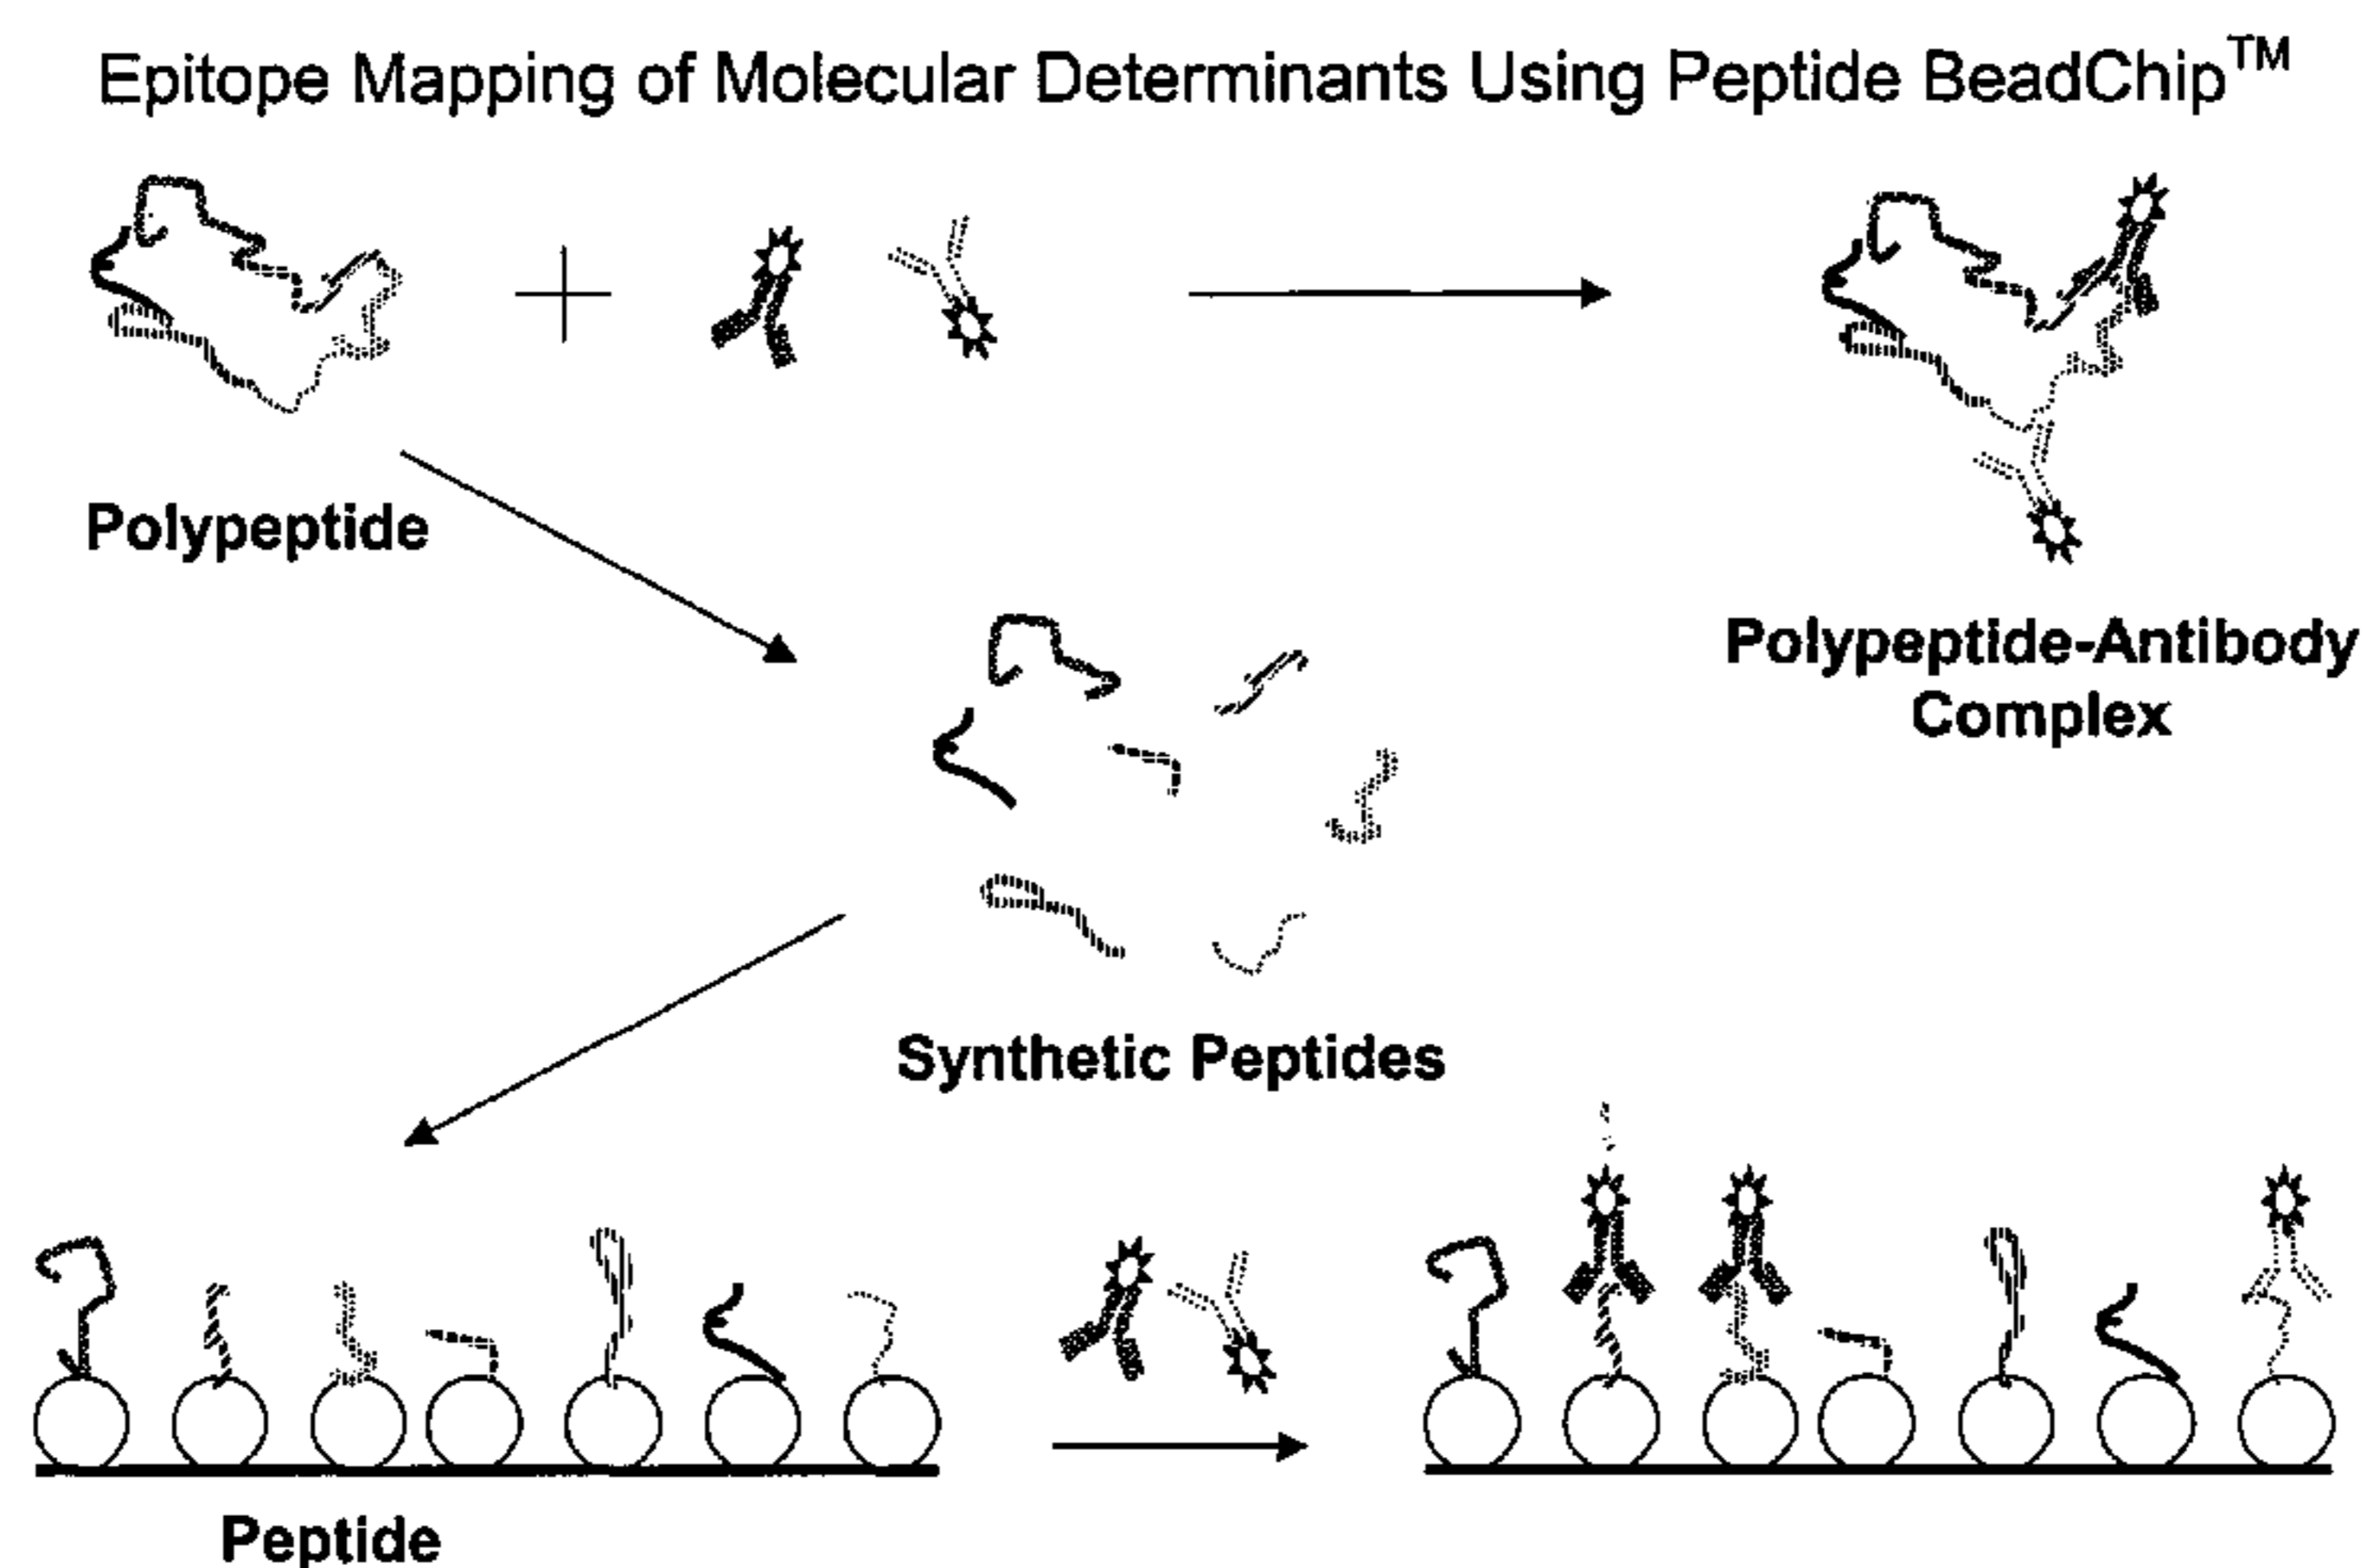 Epitope Mapping of Molecular Determinants Using Peptide BeadChip™
Polypeptide
Polypeptide-Antibody
Complex
Synthetic Peptides
Peptide